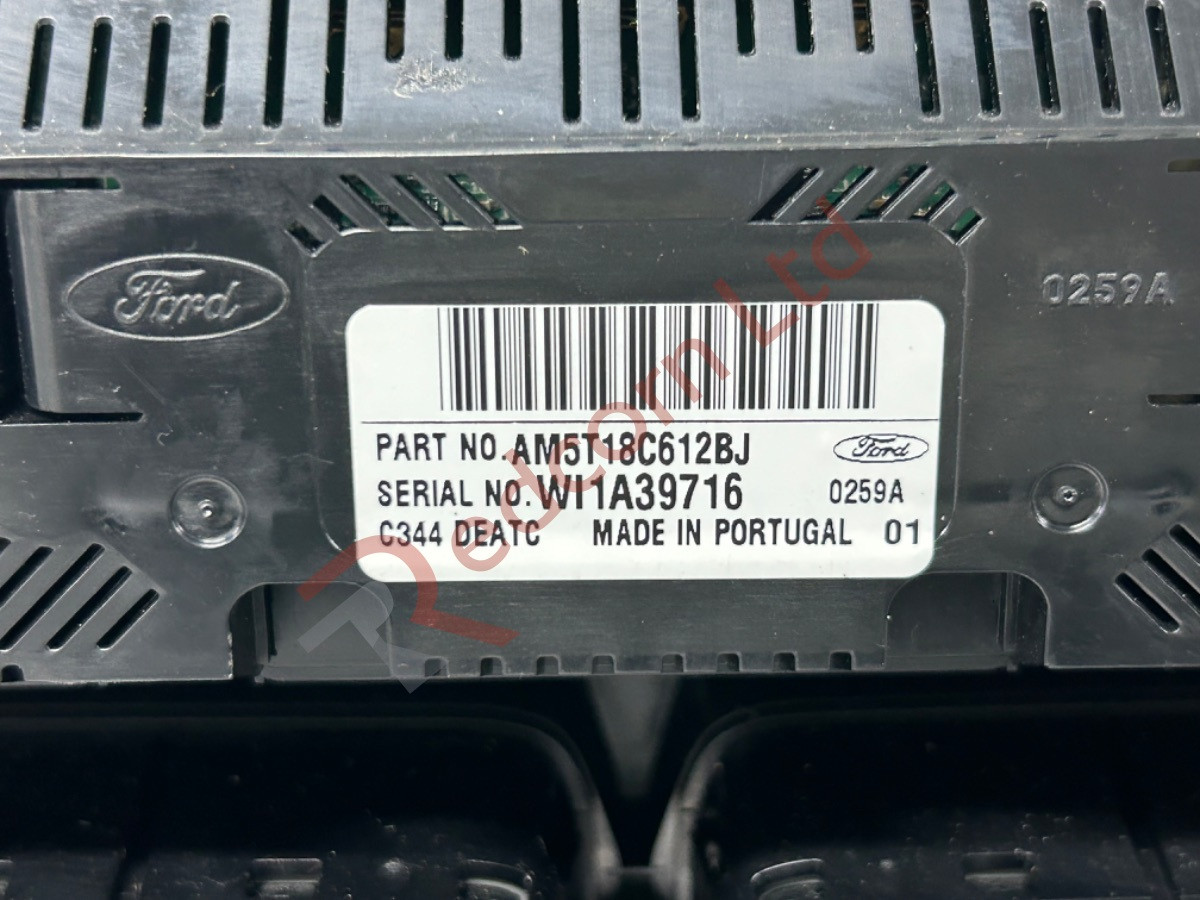 Ford
0259A
PART NO. AM5T18C612BJ
Ford
SERIAL NO. WI1A39716 0259A
C344 DEATC MADE IN PORTUGAL 01
Redcorn Ltd